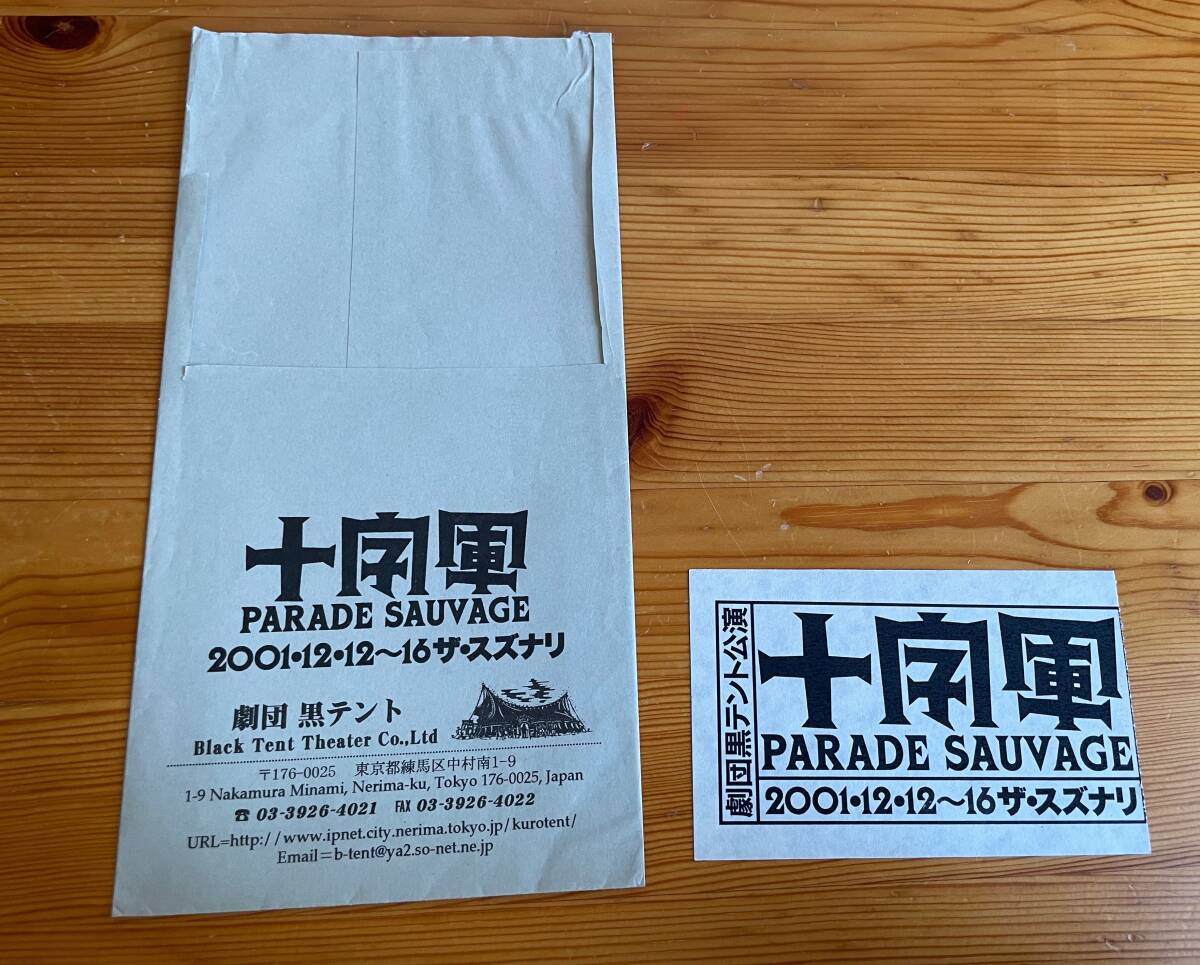 十字軍
PARADE SAUVAGE
2001・12・12〜16ザ・スズナリ
劇団 黒テント
Black Tent Theater Co.,Ltd
〒176-0025 東京都練馬区中村南1-9
1-9 Nakamura Minami, Nerima-ku, Tokyo 176-0025, Japan
☎ 03-3926-4021 FAX 03-3926-4022
URL=http://www.ipnet.city.nerima.tokyo.jp/kurotent/
Email=b-tent@ya2.so-net.ne.jp
劇団黒テント公演
十字軍
PARADE SAUVAGE
2001・12・12〜16ザ・スズナリ